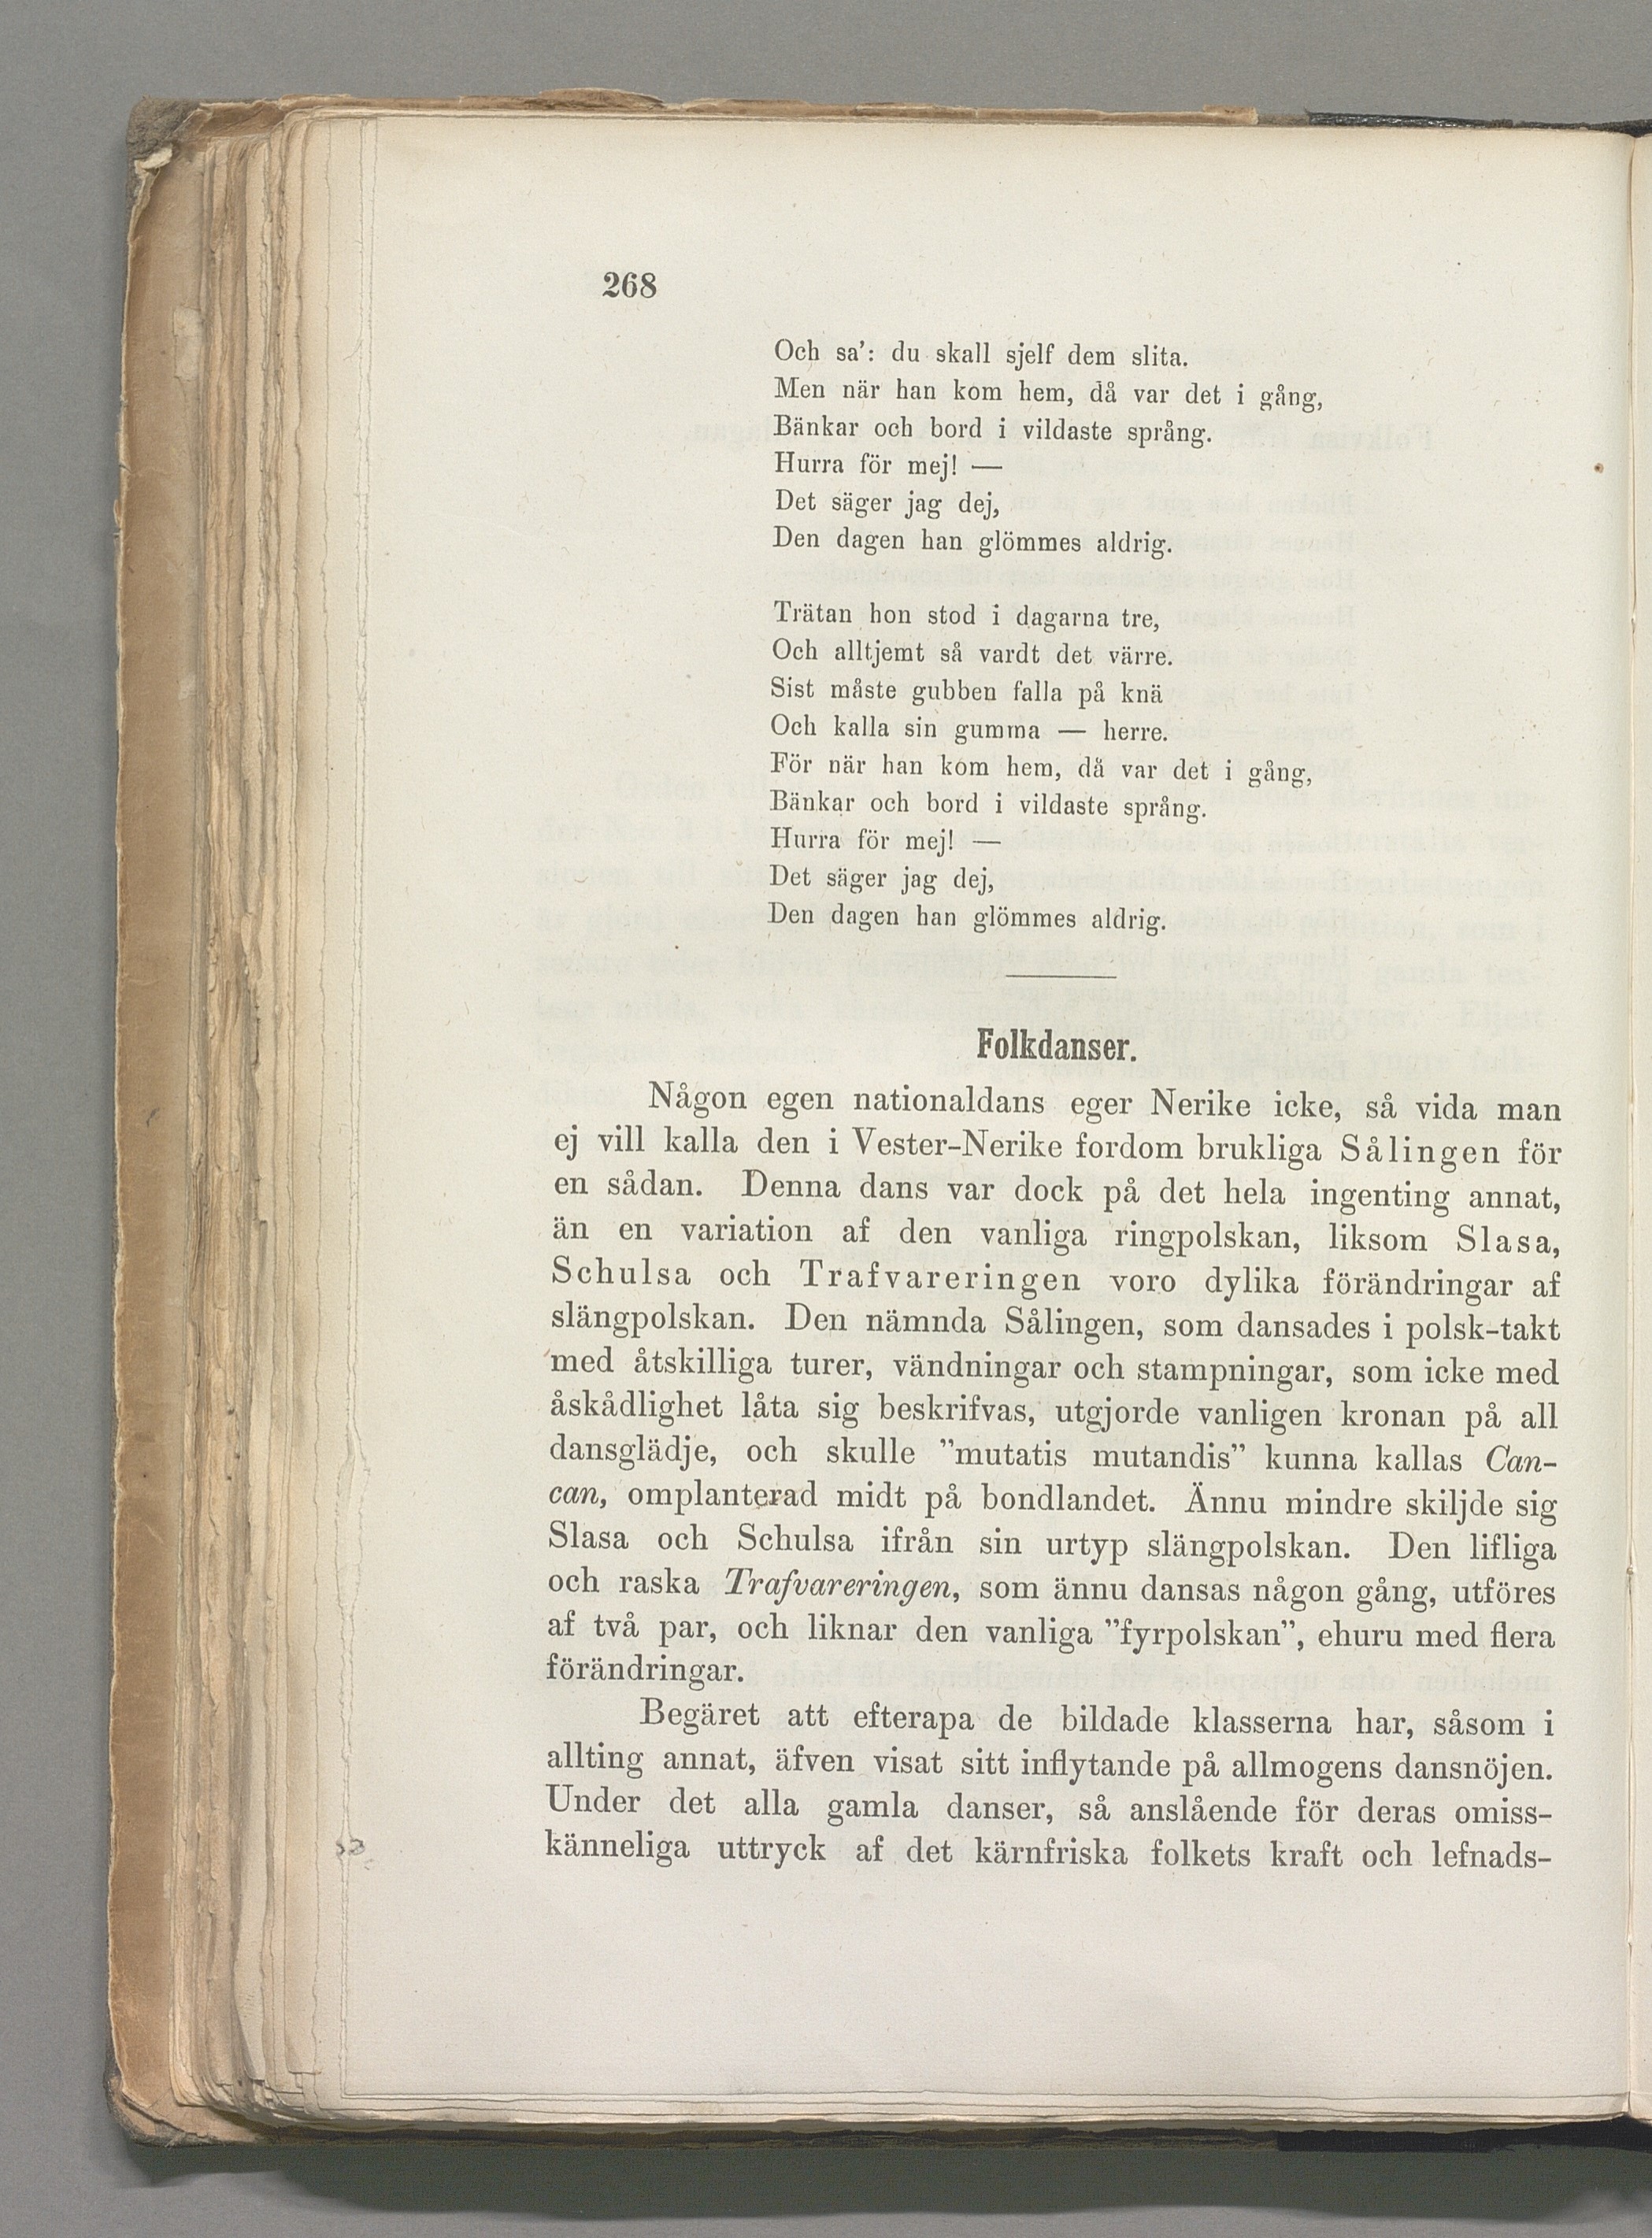 268
Och sa': du skall sjelf dem slita.
Men när han kom hem, då var det i gång,
Bänkar och bord i vildaste språng.
Hurra för mej! —
Det säger jag dej,
Den dagen han glömmes aldrig.
Trätan hon stod i dagarna tre,
Och alltjemt så vardt det värre.
Sist måste gubben falla på knä
Och kalla sin gumma — herre.
För när han kom hem, då var det i gång,
Bänkar och bord i vildaste språng.
Hurra för mej! —
Det säger jag dej,
Den dagen han glömmes aldrig.
Folkdanser.
Någon egen nationaldans eger Nerike icke, så vida man
ej vill kalla den i Vester-Nerike fordom brukliga Sålingen för
en sådan. Denna dans var dock på det hela ingenting annat,
än en variation af den vanliga ringpolskan, liksom Slasa,
Schulsa och Trafvareringen voro dylika förändringar af
slängpolskan. Den nämnda Sålingen, som dansades i polsk-takt
med åtskilliga turer, vändningar och stampningar, som icke med
åskådlighet låta sig beskrifvas, utgjorde vanligen kronan på all
dansglädje, och skulle ”mutatis mutandis” kunna kallas Can-
can, omplanterad midt på bondlandet. Ännu mindre skiljde sig
Slasa och Schulsa ifrån sin urtyp slängpolskan. Den lifliga
och raska Trafvareringen, som ännu dansas någon gång, utföres
af två par, och liknar den vanliga ”fyrpolskan”, ehuru med flera
förändringar.
Begäret att efterapa de bildade klasserna har, såsom i
allting annat, äfven visat sitt inflytande på allmogens dansnöjen.
Under det alla gamla danser, så anslående för deras omiss-
känneliga uttryck af det kärnfriska folkets kraft och lefnads-